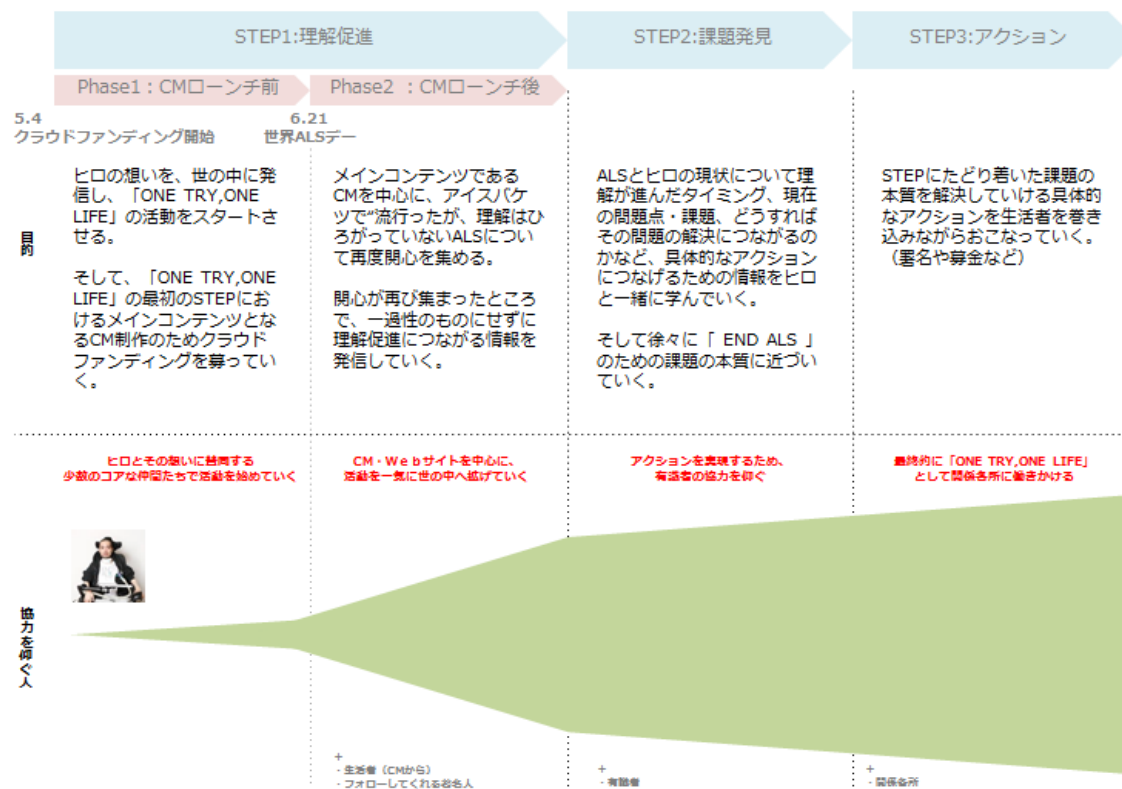 STEP1:理解促進
STEP2:課題発見
STEP3:アクション
Phase1：CMローンチ前
Phase2 ：CMローンチ後
5.4
クラウドファンディング開始
6.21
世界ALSデー
目的
ヒロの想いを、世の中に発
信し、「ONE TRY,ONE
LIFE」の活動をスタートさ
せる。
そして、「ONE TRY,ONE
LIFE」の最初のSTEPにお
けるメインコンテンツとな
るCM制作のためクラウド
ファンディングを募ってい
く。
メインコンテンツである
CMを中心に、アイスバケ
ツで“流行ったが、理解はひ
ろがっていないALSについ
て再度関心を集める。
関心が再び集まったところ
で、一過性のものにせずに
理解促進につながる情報を
発信していく。
ALSとヒロの現状について理
解が進んだタイミング、現在
の問題点・課題、どうすれば
その問題の解決につながるの
かなど、具体的なアクション
につなげるための情報をヒロ
と一緒に学んでいく。
そして徐々に「 END ALS 」
のための課題の本質に近づい
ていく。
STEPにたどり着いた課題の
本質を解決していける具体的
なアクションを生活者を巻き
込みながらおこなっていく。
（署名や募金など）
ヒロとその想いに賛同する
少数のコアな仲間たちで活動を始めていく
CM・Ｗｅｂサイトを中心に、
活動を一気に世の中へ拡げていく
アクションを実現するため、
有識者の協力を仰ぐ
最終的に「ONE TRY,ONE LIFE」
として関係各所に働きかける
協力を仰ぐ人
+
・生活者（CMから）
・フォローしてくれる著名人
+
・有識者
+
・関係各所